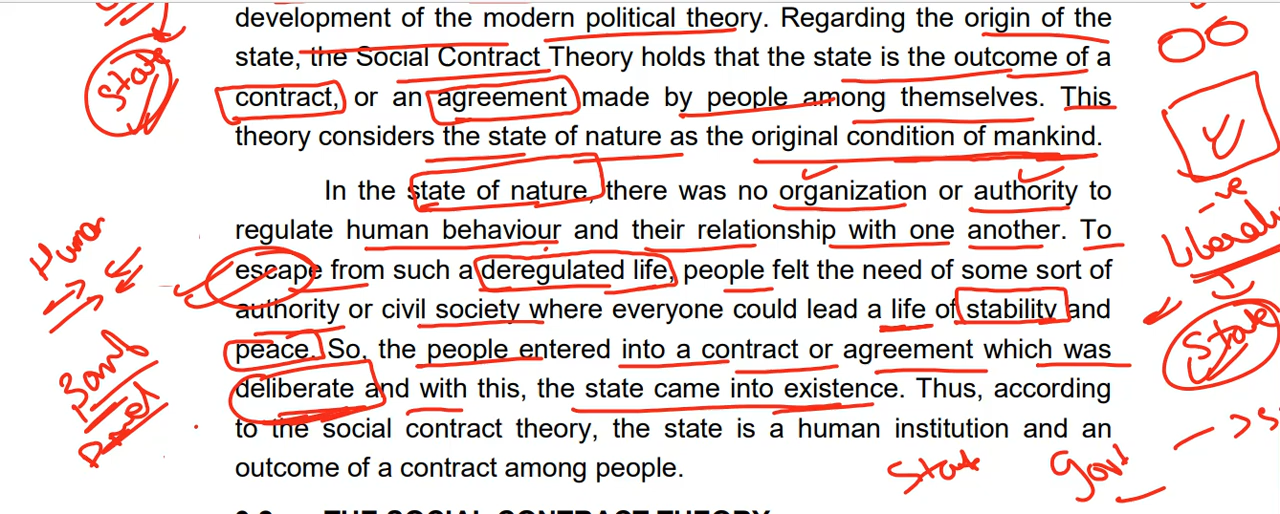 development of the modern political theory. Regarding the origin of the
state, the Social Contract Theory holds that the state is the outcome of a
contract, or an agreement made by people among themselves. This
theory considers the state of nature as the original condition of mankind.
In the state of nature, there was no organization or authority to
regulate human behaviour and their relationship with one another. To
escape from such a deregulated life, people felt the need of some sort of
authority or civil society where everyone could lead a life of stability and
peace. So, the people entered into a contract or agreement which was
deliberate and with this, the state came into existence. Thus, according
to the social contract theory, the state is a human institution and an
outcome of a contract among people.
THE SOCIAL CONTRACT THEORY
State
Human
-ve
State
State
Govt